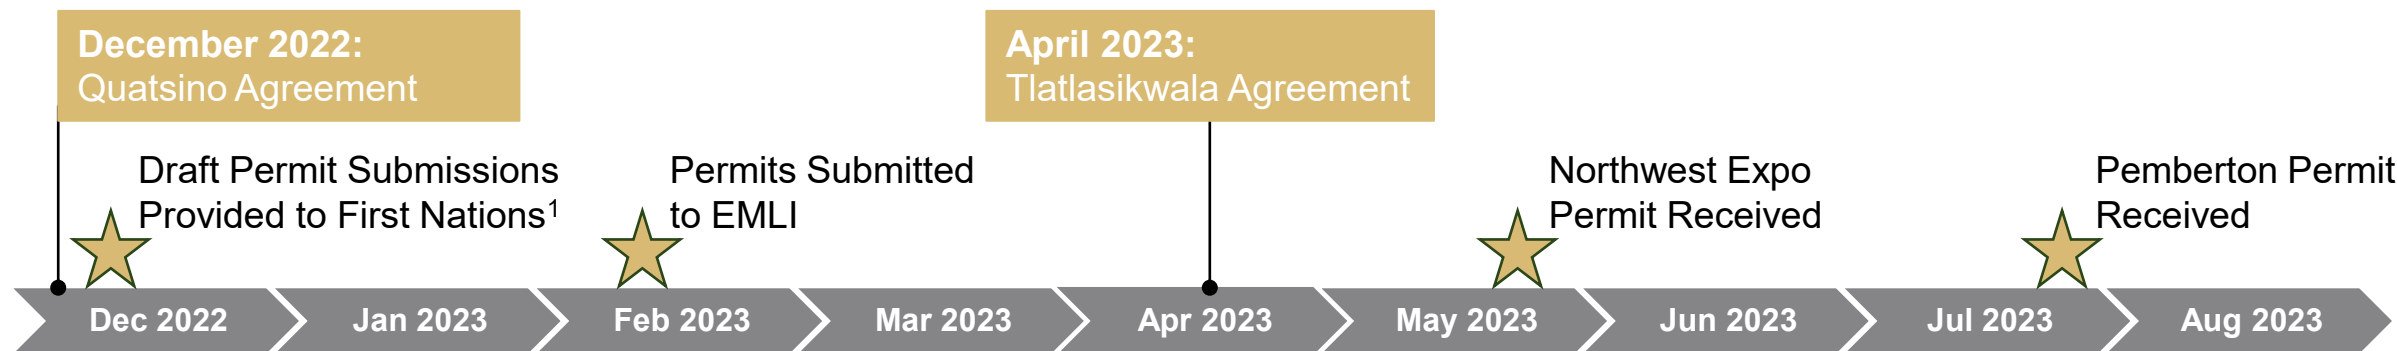 December 2022:
Quatsino Agreement
April 2023:
Tlatlasikwala Agreement
Draft Permit Submissions
Provided to First Nations1
Permits Submitted
to EMLI
Northwest Expo
Permit Received
Pemberton Permit
Received
Dec 2022
Jan 2023
Feb 2023
Mar 2023
Apr 2023
May 2023
Jun 2023
Jul 2023
Aug 2023